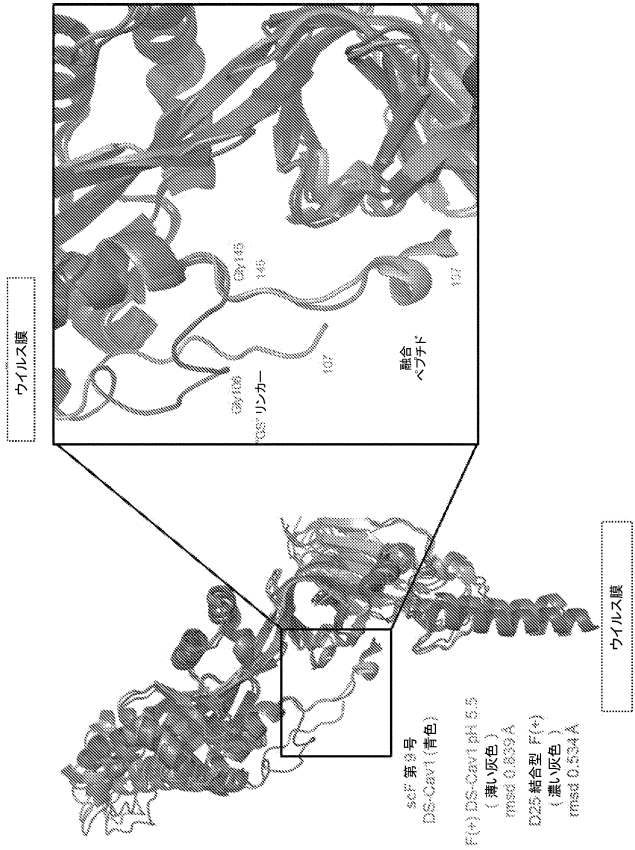 ウイルス膜
Gly145
145
Gly106
"GS" リンカー
107
融合
ペプチド
137
scF 第 9 号
DS-Cav1 (青色)
F(+) DS-Cav1 pH 5.5
( 薄い灰色 )
rmsd 0.839 Å
D25 結合型 F(+)
( 濃い灰色 )
rmsd 0.534 Å
ウイルス膜